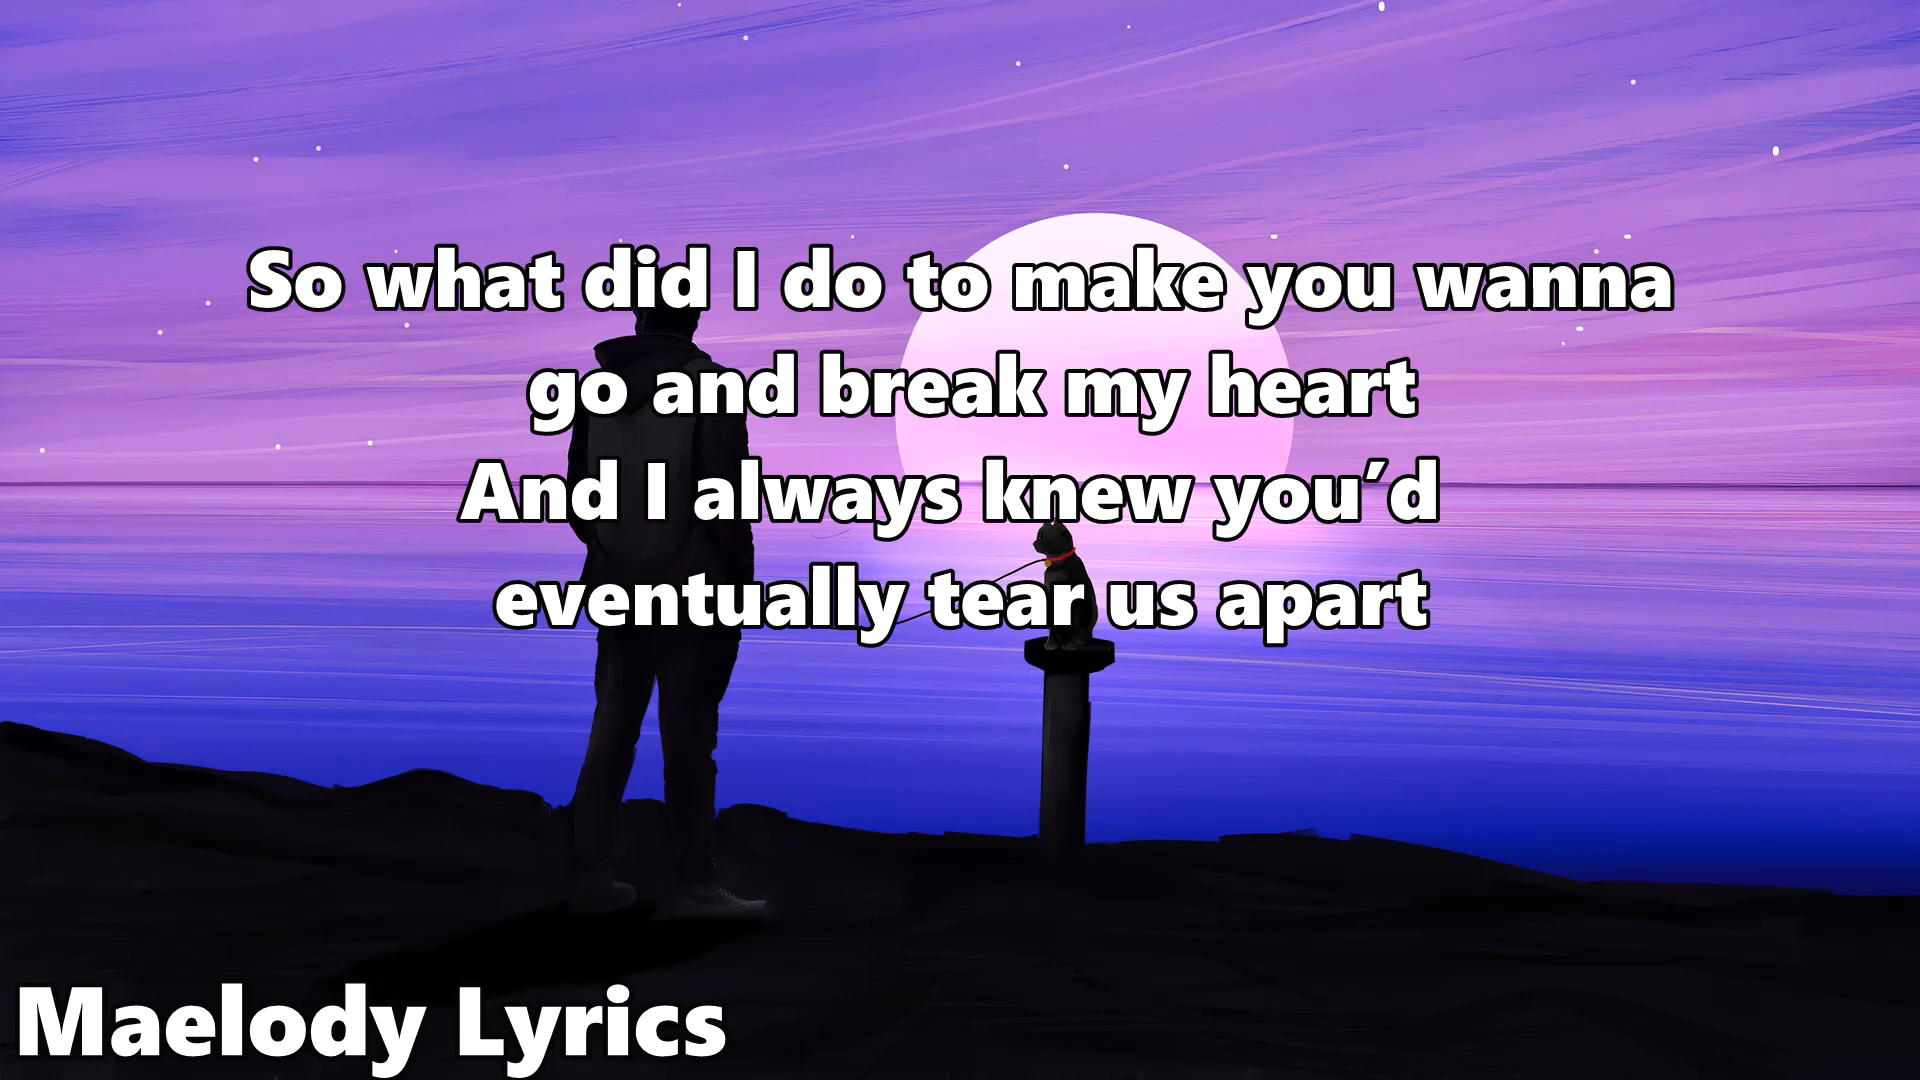 So what did I do to make you wanna
go and break my heart
And I always knew you’d
eventually tear us apart
Maelody Lyrics